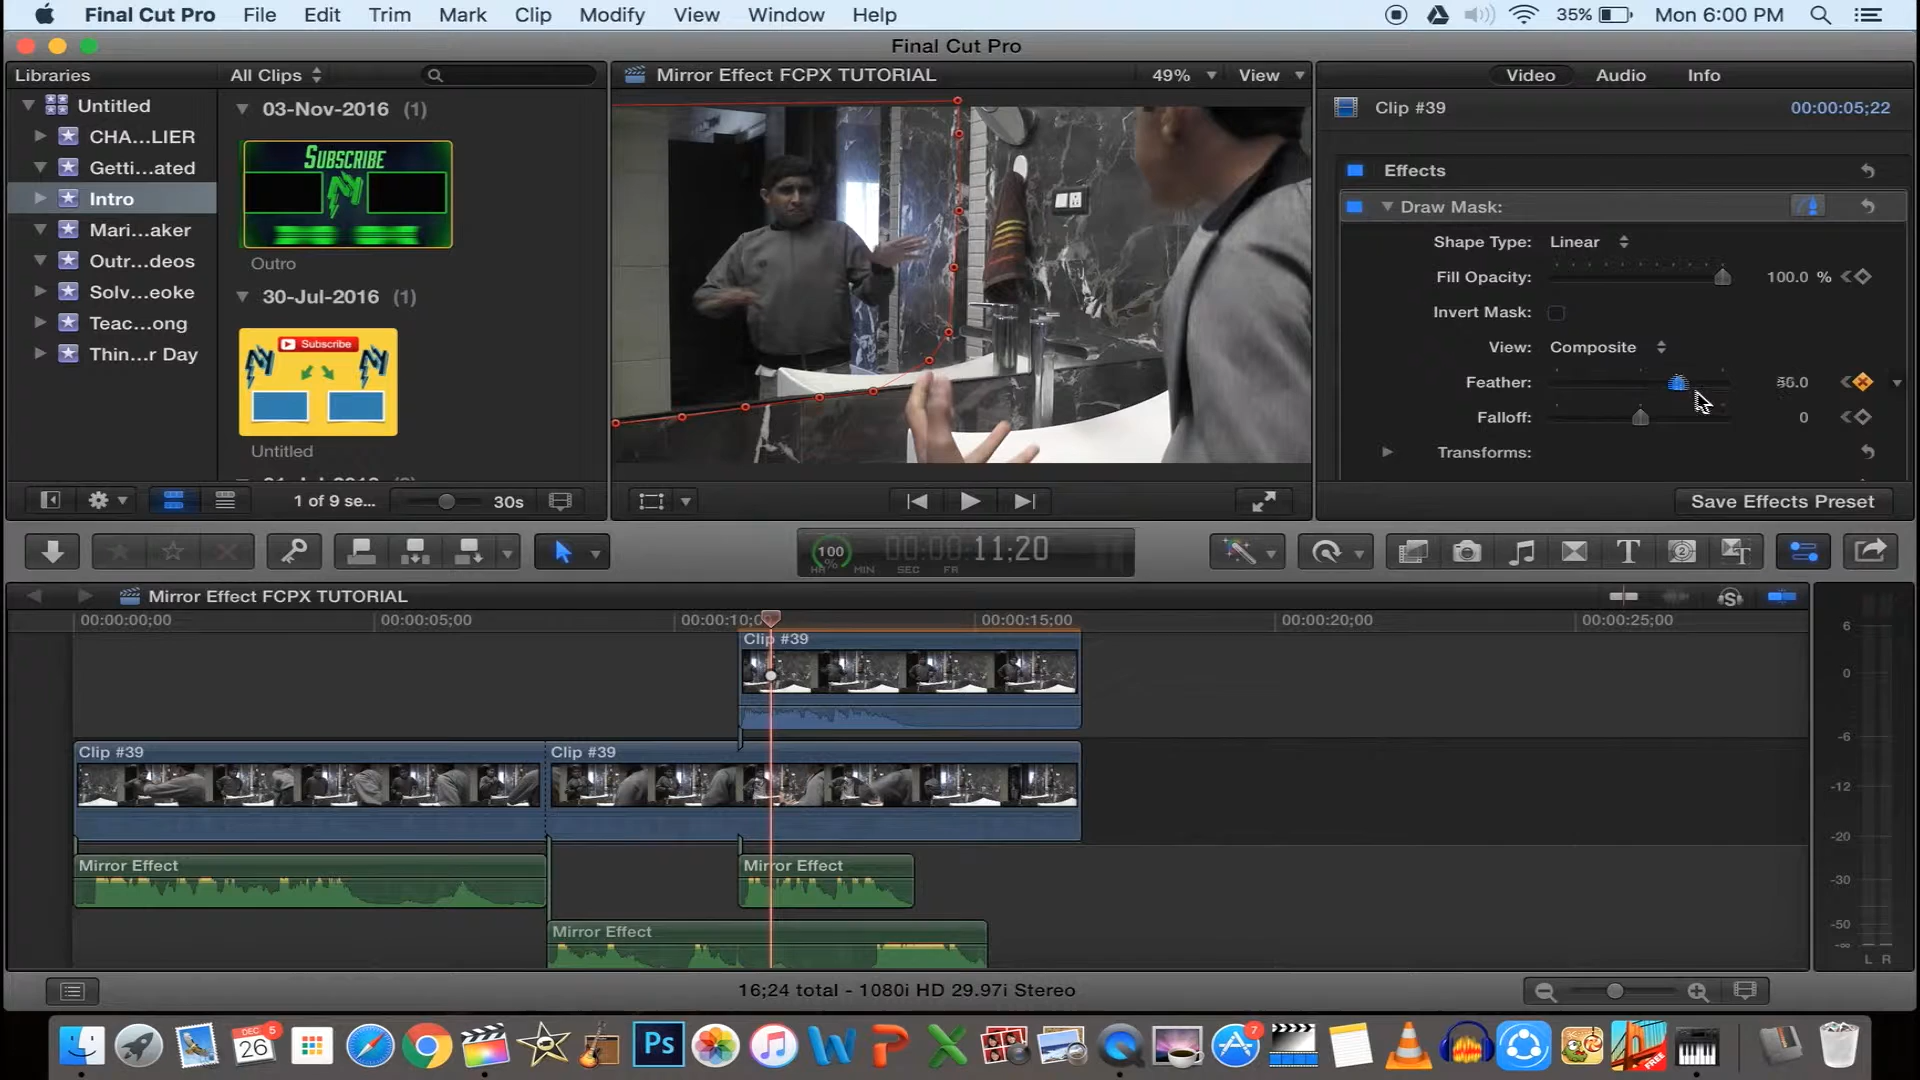 Final Cut Pro File Edit Trim Mark Clip Modify View Window Help 35% Mon 6:00 PM
Final Cut Pro
Libraries All Clips Mirror Effect FCPX TUTORIAL 49% View Video Audio Info
Untitled
CHA...LIER
Getti...ated
Intro
Mari...aker
Outr...deos
Solv...eoke
Teac...ong
Thin...r Day
03-Nov-2016 (1)
SUBSCRIBE
Outro
30-Jul-2016 (1)
Subscribe
Untitled
1 of 9 se... 30s
Clip #39 00:00:05;22
Effects
Draw Mask:
Shape Type: Linear
Fill Opacity: 100.0 %
Invert Mask:
View: Composite
Feather:
Falloff: 0
Transforms:
Save Effects Preset
100 % 00:00:11;20
HR MIN SEC FR
Mirror Effect FCPX TUTORIAL
00:00:00;00 00:00:05;00 00:00:10;0 00:00:15;00 00:00:20;00 00:00:25;00
Clip #39
Clip #39 Clip #39
Mirror Effect Mirror Effect
Mirror Effect
6
0
-6
-12
-20
-30
-50
-∞
L R
16;24 total - 1080i HD 29.97i Stereo
DEC 5
26
Ps
7
FREE